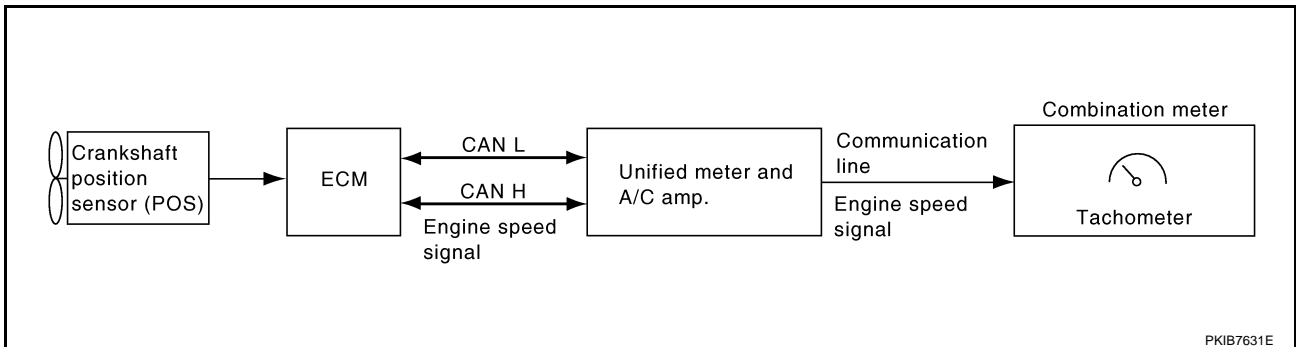 Crankshaft
position
sensor (POS)
ECM
CAN L
CAN H
Engine speed
signal
Unified meter and
A/C amp.
Communication
line
Engine speed
signal
Combination meter
Tachometer
PKIB7631E